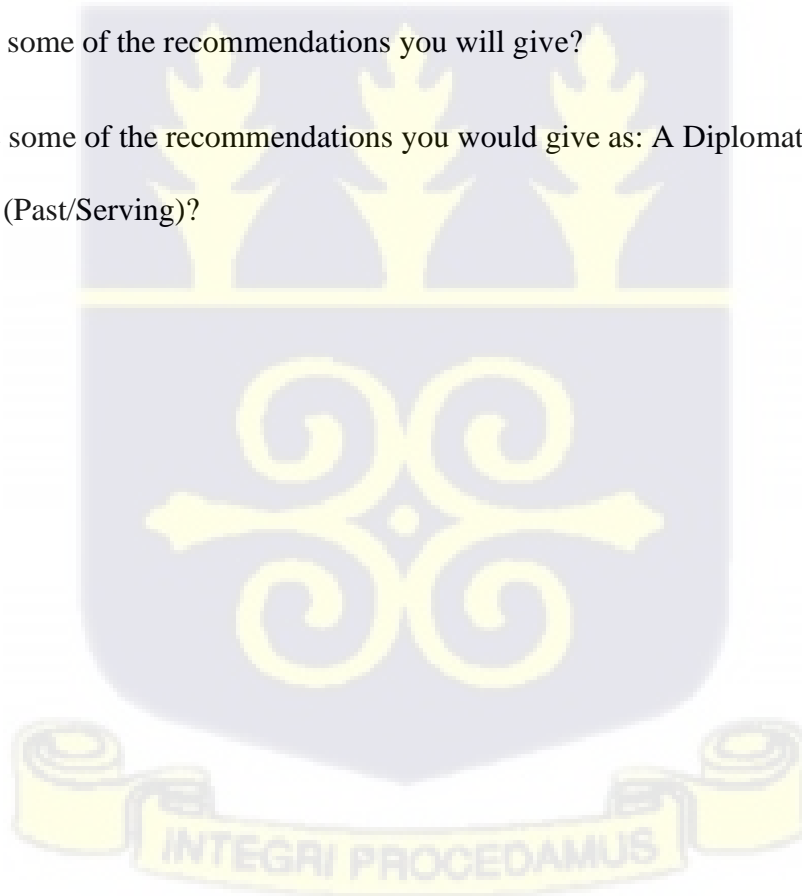 some of the recommendations you will give?
some of the recommendations you would give as: A Diplomat
(Past/Serving)?
INTEGRI PROCEDAMUS